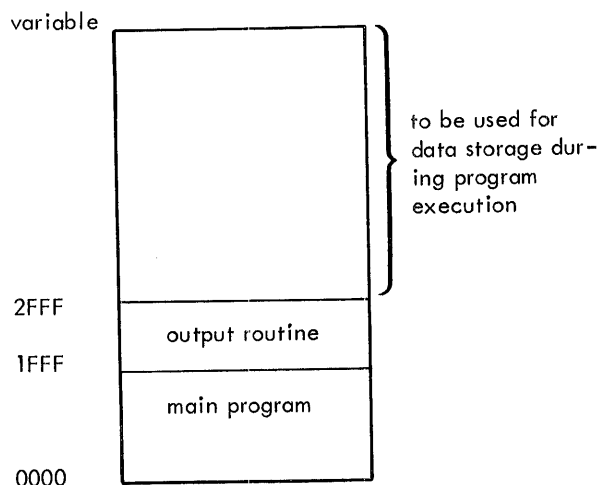 variable
to be used for
data storage dur-
ing program
execution
2FFF
output routine
1FFF
main program
0000